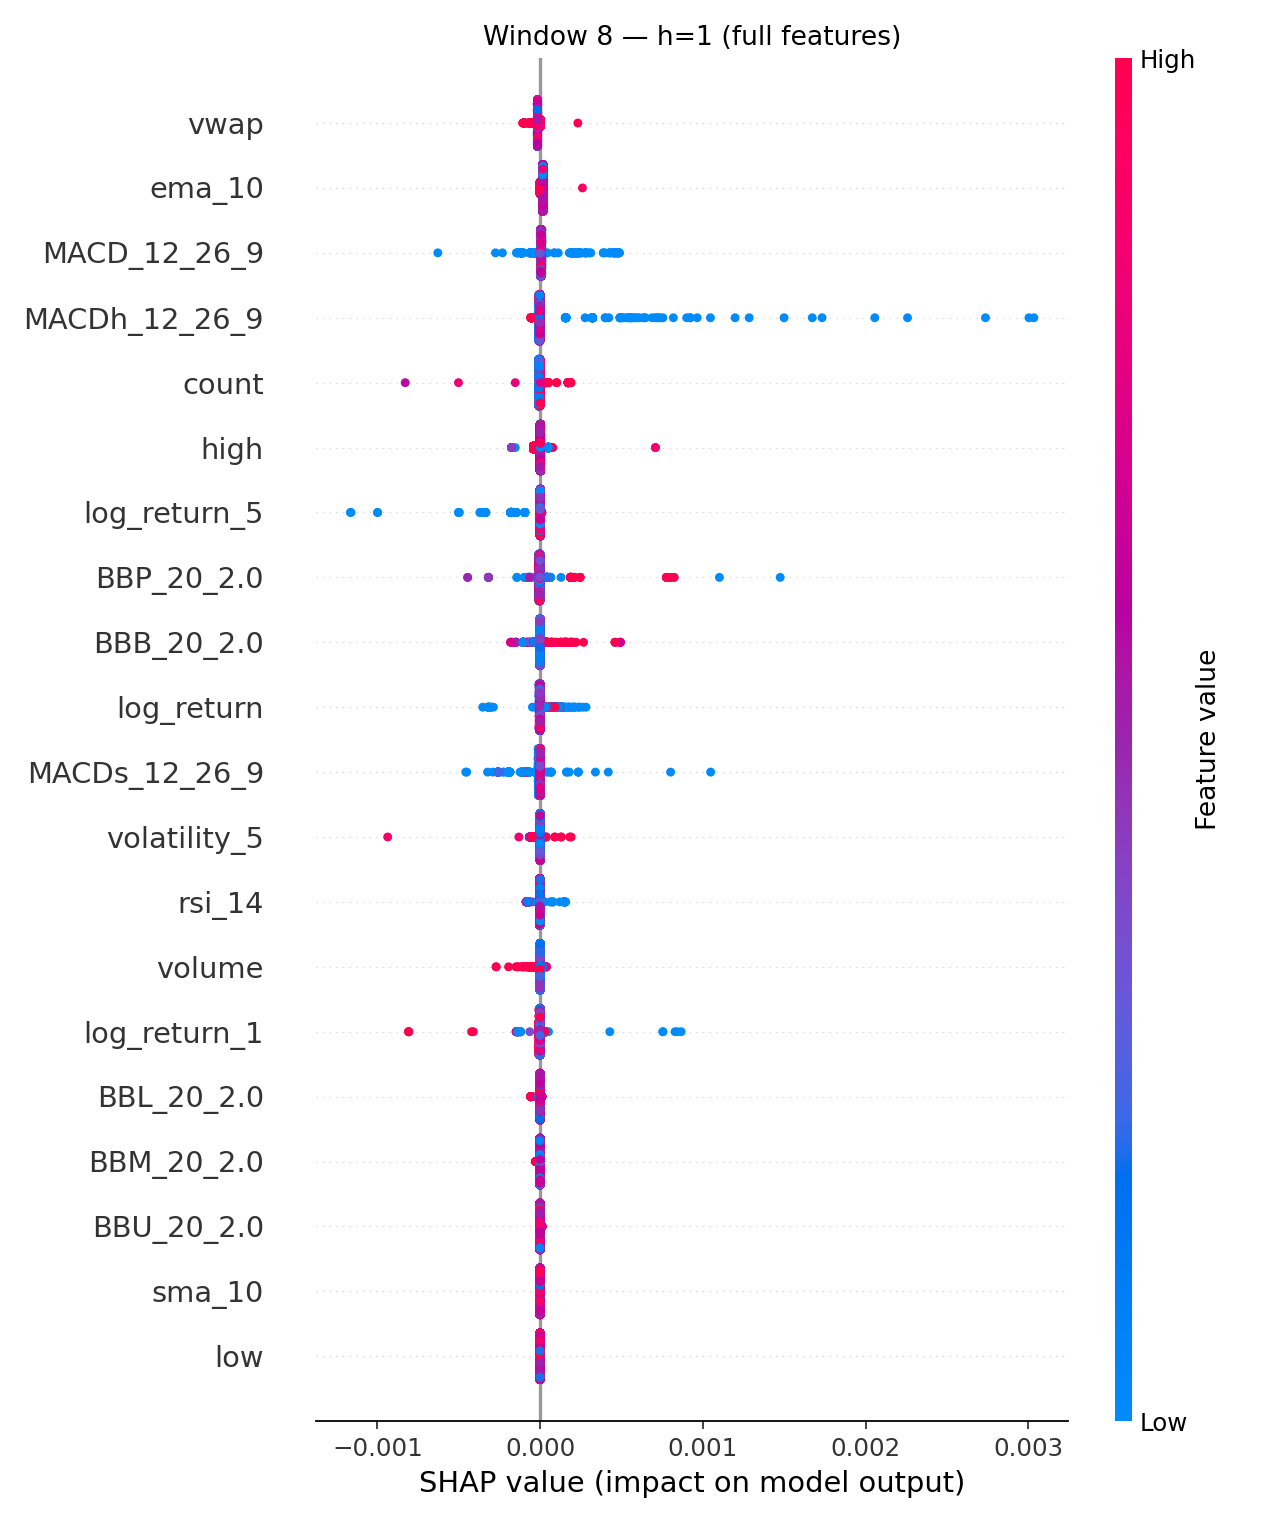 Window 8 — h=1 (full features)
High
vwap
ema_10
MACD_12_26_9
MACDh_12_26_9
count
high
log_return_5
BBP_20_2.0
BBB_20_2.0
log_return
MACDs_12_26_9
volatility_5
rsi_14
volume
log_return_1
BBL_20_2.0
BBM_20_2.0
BBU_20_2.0
sma_10
low
Feature value
Low
−0.001 0.000 0.001 0.002 0.003
SHAP value (impact on model output)